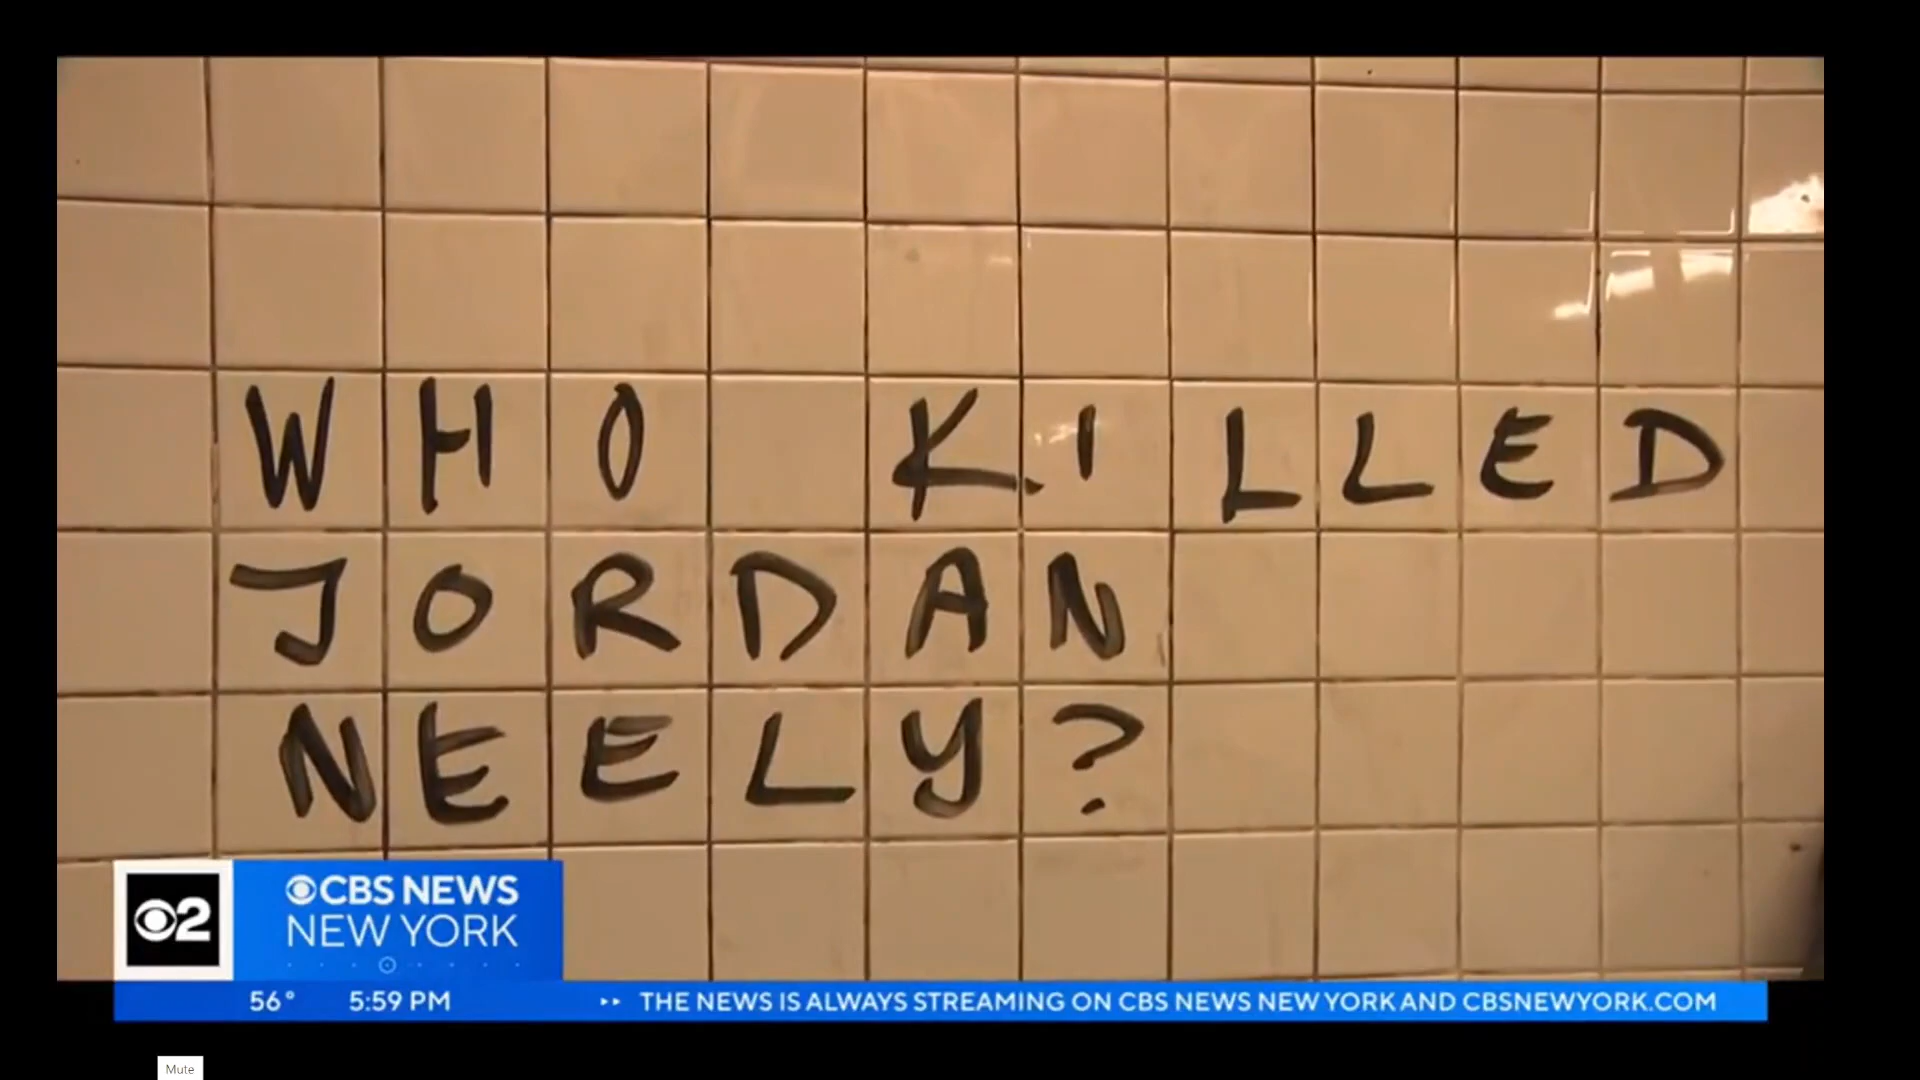 WHO KILLED
JORDAN
NEELY?
2
CBS NEWS
NEW YORK
56° 5:59 PM THE NEWS IS ALWAYS STREAMING ON CBS NEWS NEW YORK AND CBSNEWYORK.COM
Mute